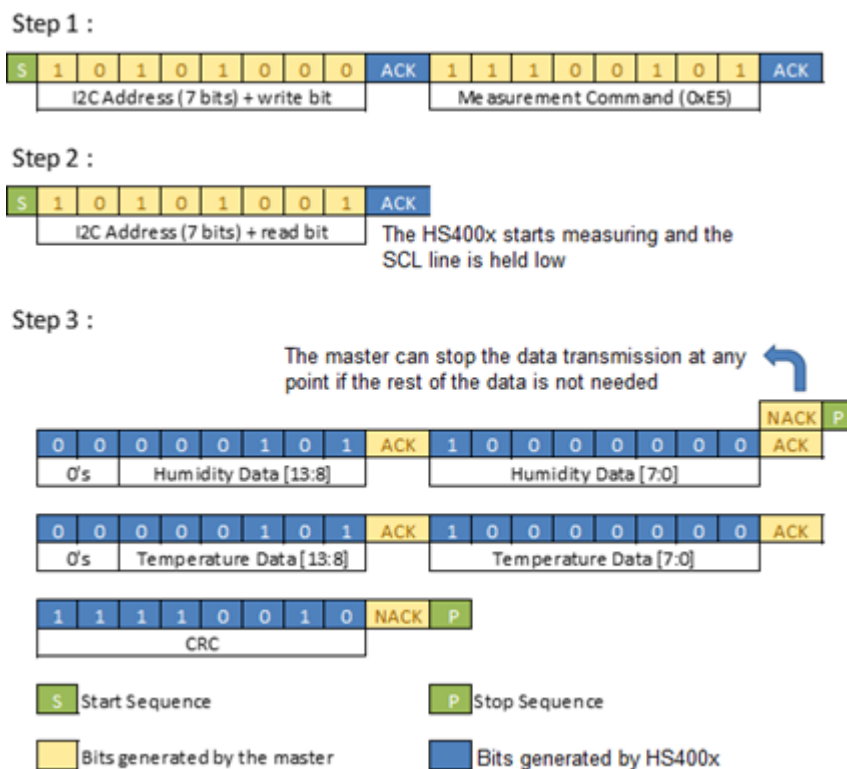 Step 1 :
S 1 0 1 0 1 0 0 0 ACK 1 1 1 0 0 1 0 1 ACK
I2C Address (7 bits) + write bit Measurement Command (0xE5)
Step 2 :
S 1 0 1 0 1 0 0 1 ACK
I2C Address (7 bits) + read bit The HS400x starts measuring and the
SCL line is held low
Step 3 :
The master can stop the data transmission at any
point if the rest of the data is not needed
NACK P
0 0 0 0 0 1 0 1 ACK 1 0 0 0 0 0 0 0 ACK
0's Humidity Data [13:8] Humidity Data [7:0]
0 0 0 0 0 1 0 1 ACK 1 0 0 0 0 0 0 0 ACK
0's Temperature Data [13:8] Temperature Data [7:0]
1 1 1 1 0 0 1 0 NACK P
CRC
S Start Sequence P Stop Sequence
Bits generated by the master Bits generated by HS400x